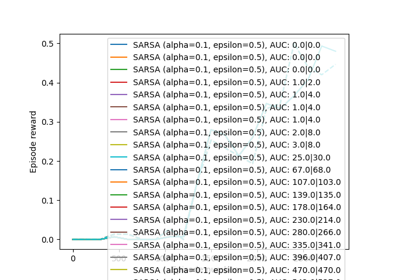 0.5
0.4
0.3
0.2
0.1
0.0
Episode reward
0
SARSA (alpha=0.1, epsilon=0.5), AUC: 0.0|0.0
SARSA (alpha=0.1, epsilon=0.5), AUC: 0.0|0.0
SARSA (alpha=0.1, epsilon=0.5), AUC: 0.0|0.0
SARSA (alpha=0.1, epsilon=0.5), AUC: 1.0|2.0
SARSA (alpha=0.1, epsilon=0.5), AUC: 1.0|4.0
SARSA (alpha=0.1, epsilon=0.5), AUC: 1.0|4.0
SARSA (alpha=0.1, epsilon=0.5), AUC: 1.0|4.0
SARSA (alpha=0.1, epsilon=0.5), AUC: 2.0|8.0
SARSA (alpha=0.1, epsilon=0.5), AUC: 3.0|8.0
SARSA (alpha=0.1, epsilon=0.5), AUC: 25.0|30.0
SARSA (alpha=0.1, epsilon=0.5), AUC: 67.0|68.0
SARSA (alpha=0.1, epsilon=0.5), AUC: 107.0|103.0
SARSA (alpha=0.1, epsilon=0.5), AUC: 139.0|135.0
SARSA (alpha=0.1, epsilon=0.5), AUC: 178.0|164.0
SARSA (alpha=0.1, epsilon=0.5), AUC: 230.0|214.0
SARSA (alpha=0.1, epsilon=0.5), AUC: 280.0|266.0
SARSA (alpha=0.1, epsilon=0.5), AUC: 335.0|341.0
SARSA (alpha=0.1, epsilon=0.5), AUC: 396.0|407.0
SARSA (alpha=0.1, epsilon=0.5), AUC: 470.0|470.0